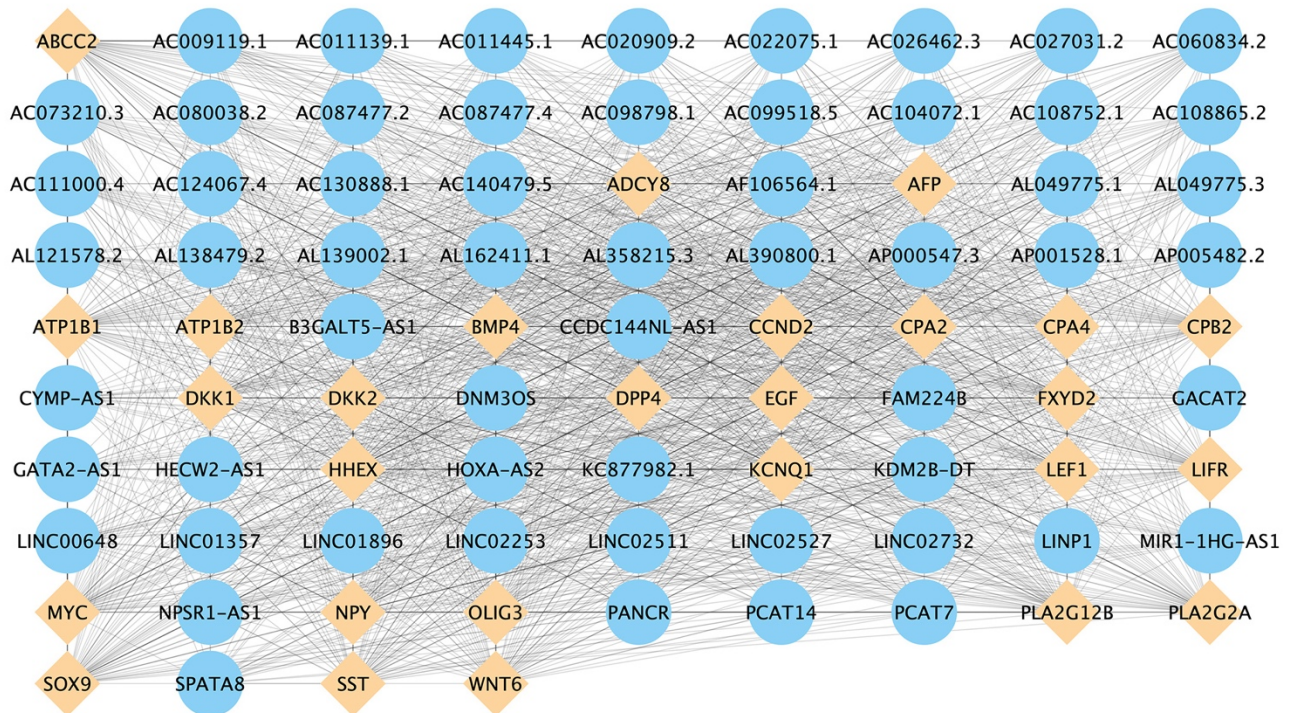 ABCC2 AC009119.1 AC011139.1 AC011445.1 AC020909.2 AC022075.1 AC026462.3 AC027031.2 AC060834.2
AC073210.3 AC080038.2 AC087477.2 AC087477.4 AC098798.1 AC099518.5 AC104072.1 AC108752.1 AC108865.2
AC111000.4 AC124067.4 AC130888.1 AC140479.5 ADCY8 AF106564.1 AFP AL049775.1 AL049775.3
AL121578.2 AL138479.2 AL139002.1 AL162411.1 AL358215.3 AL390800.1 AP000547.3 AP001528.1 AP005482.2
ATP1B1 ATP1B2 B3GALT5-AS1 BMP4 CCDC144NL-AS1 CCND2 CPA2 CPA4 CPB2
CYMP-AS1 DKK1 DKK2 DNM3OS DPP4 EGF FAM224B FXYD2 GACAT2
GATA2-AS1 HECW2-AS1 HHEX HOXA-AS2 KC877982.1 KCNQ1 KDM2B-DT LEF1 LIFR
LINC00648 LINC01357 LINC01896 LINC02253 LINC02511 LINC02527 LINC02732 LINP1 MIR1-1HG-AS1
MYC NPSR1-AS1 NPY OLIG3 PANCR PCAT14 PCAT7 PLA2G12B PLA2G2A
SOX9 SPATA8 SST WNT6